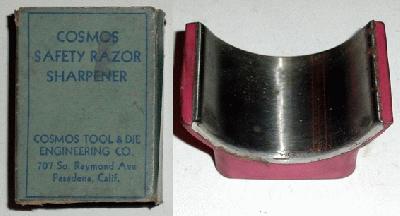 COSMOS
SAFETY RAZOR
SHARPENER
COSMOS TOOL & DIE
ENGINEERING CO.
707 So. Raymond Ave
Pasadena, Calif.